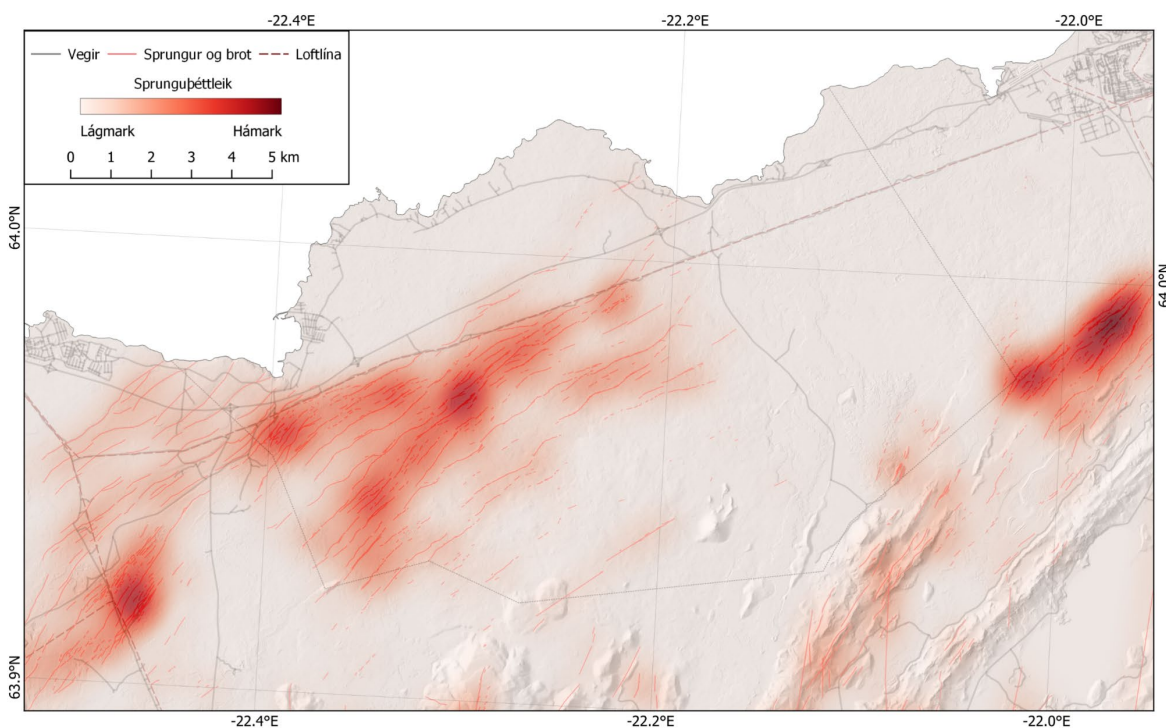 -22.4°E -22.2°E -22.0°E
Vegir Sprungur og brot Loftlína
Sprunguþéttleik
Lágmark Hámark
0 1 2 3 4 5 km
64.0°N
64.0°N
63.9°N
-22.4°E -22.2°E -22.0°E